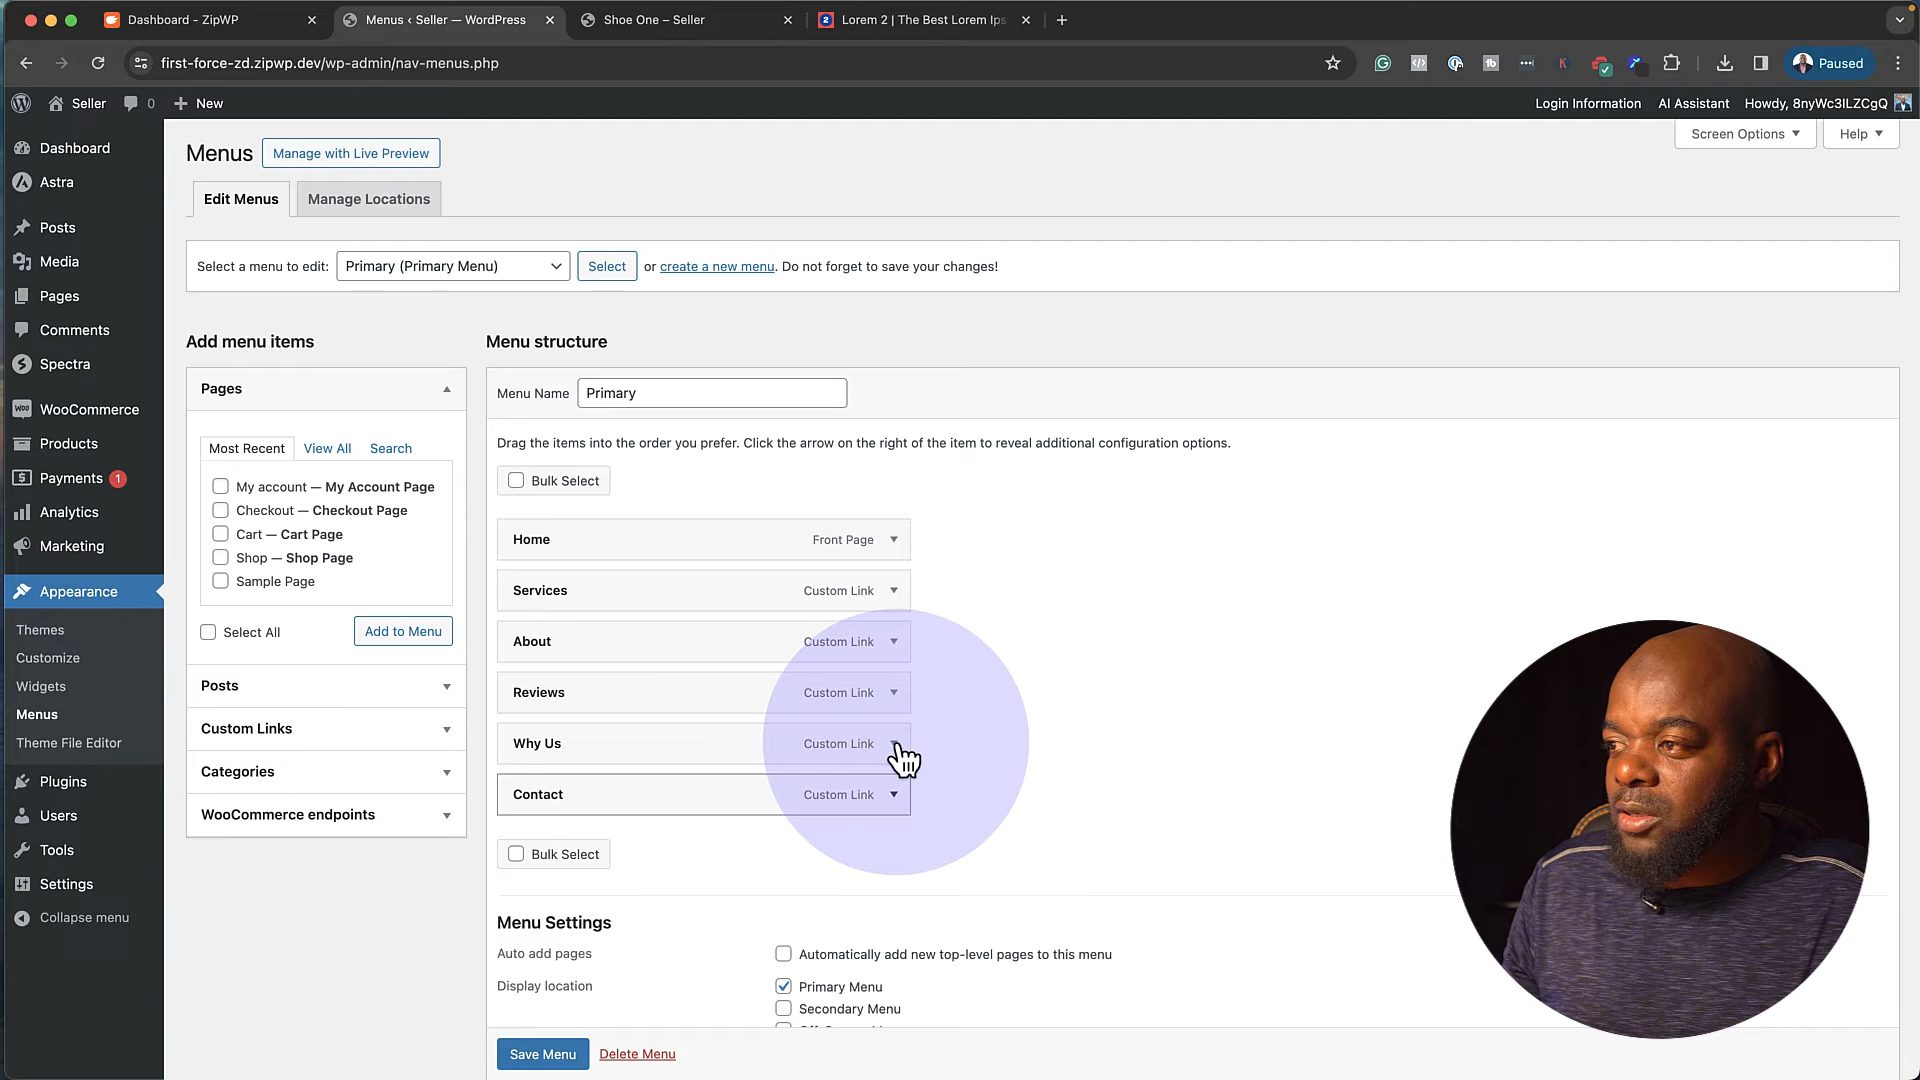 Dashboard - ZipWP
Menus ‹ Seller — WordPress
Shoe One – Seller
2
Lorem 2 | The Best Lorem Ips
first-force-zd.zipwp.dev/wp-admin/nav-menus.php
Paused
Seller
0
New
Login Information
AI Assistant
Howdy, 8nyWc3ILZCgQ
Dashboard
Astra
Posts
Media
Pages
Comments
Spectra
WooCommerce
Products
Payments 1
Analytics
Marketing
Appearance
Themes
Customize
Widgets
Menus
Theme File Editor
Plugins
Users
Tools
Settings
Collapse menu
Menus
Manage with Live Preview
Screen Options
Help
Edit Menus
Manage Locations
Select a menu to edit: Primary (Primary Menu) Select or create a new menu. Do not forget to save your changes!
Add menu items
Pages
Most Recent View All Search
My account — My Account Page
Checkout — Checkout Page
Cart — Cart Page
Shop — Shop Page
Sample Page
Select All
Add to Menu
Posts
Custom Links
Categories
WooCommerce endpoints
Menu structure
Menu Name Primary
Drag the items into the order you prefer. Click the arrow on the right of the item to reveal additional configuration options.
Bulk Select
Home Front Page
Services Custom Link
About Custom Link
Reviews Custom Link
Why Us Custom Link
Contact Custom Link
Bulk Select
Menu Settings
Auto add pages
Automatically add new top-level pages to this menu
Display location
Primary Menu
Secondary Menu
Save Menu Delete Menu